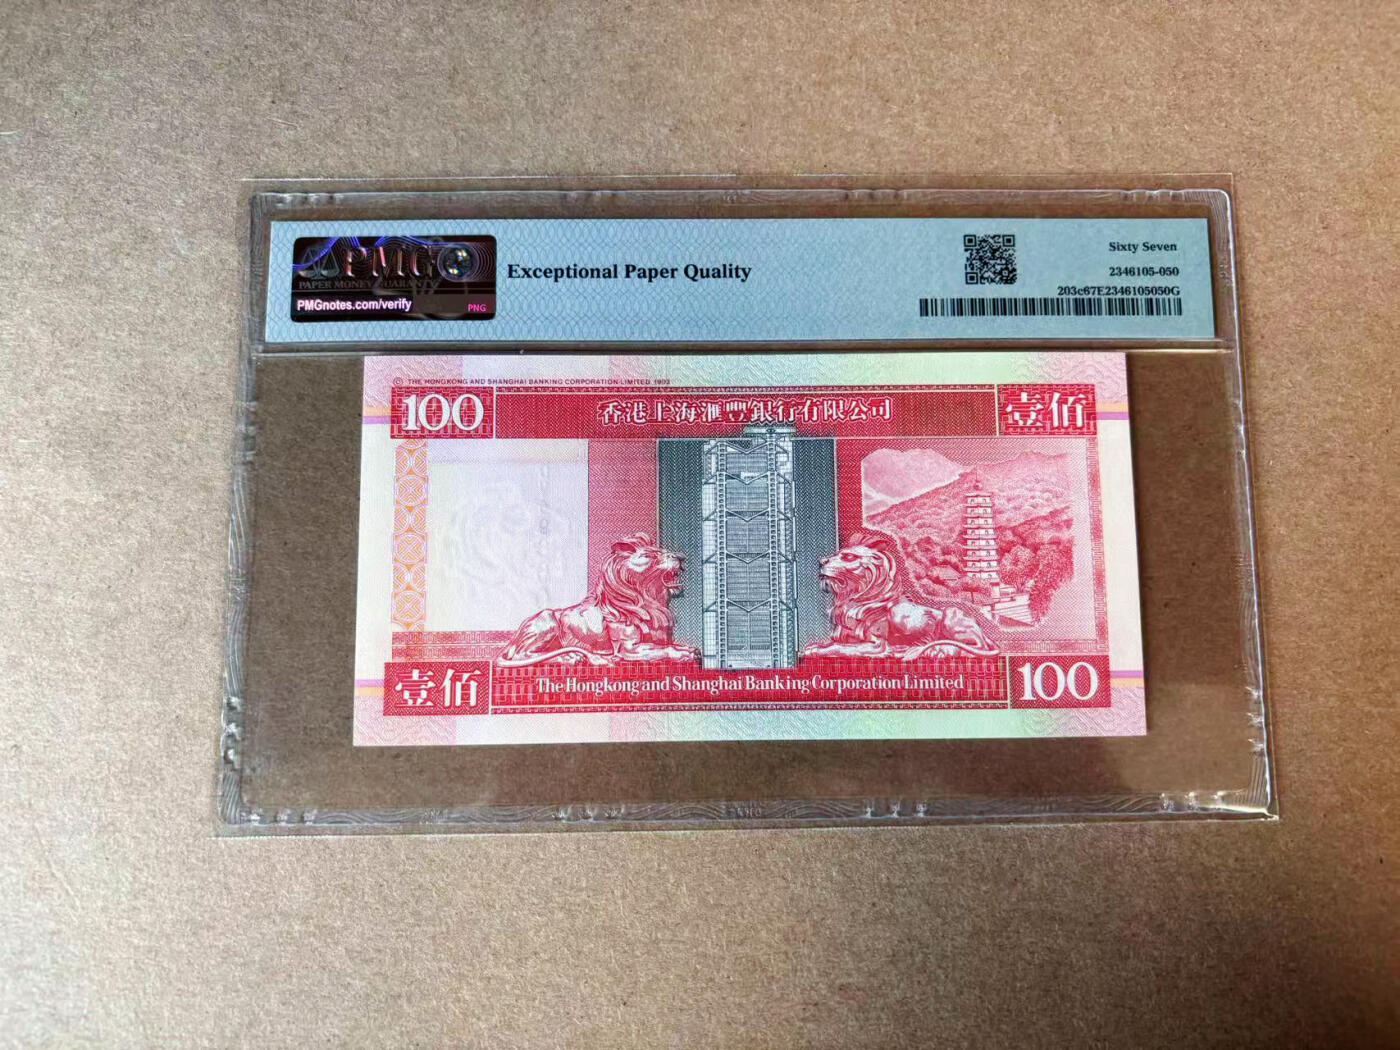 PMG
PAPER MONEY GUARANTY
PMGnotes.com/verify
PNG
Exceptional Paper Quality
Sixty Seven
2346105-050
203c67E2346105050G
© THE HONGKONG AND SHANGHAI BANKING CORPORATION LIMITED 1993
100
香港上海滙豐銀行有限公司
壹佰
壹佰
The Hongkong and Shanghai Banking Corporation Limited
100